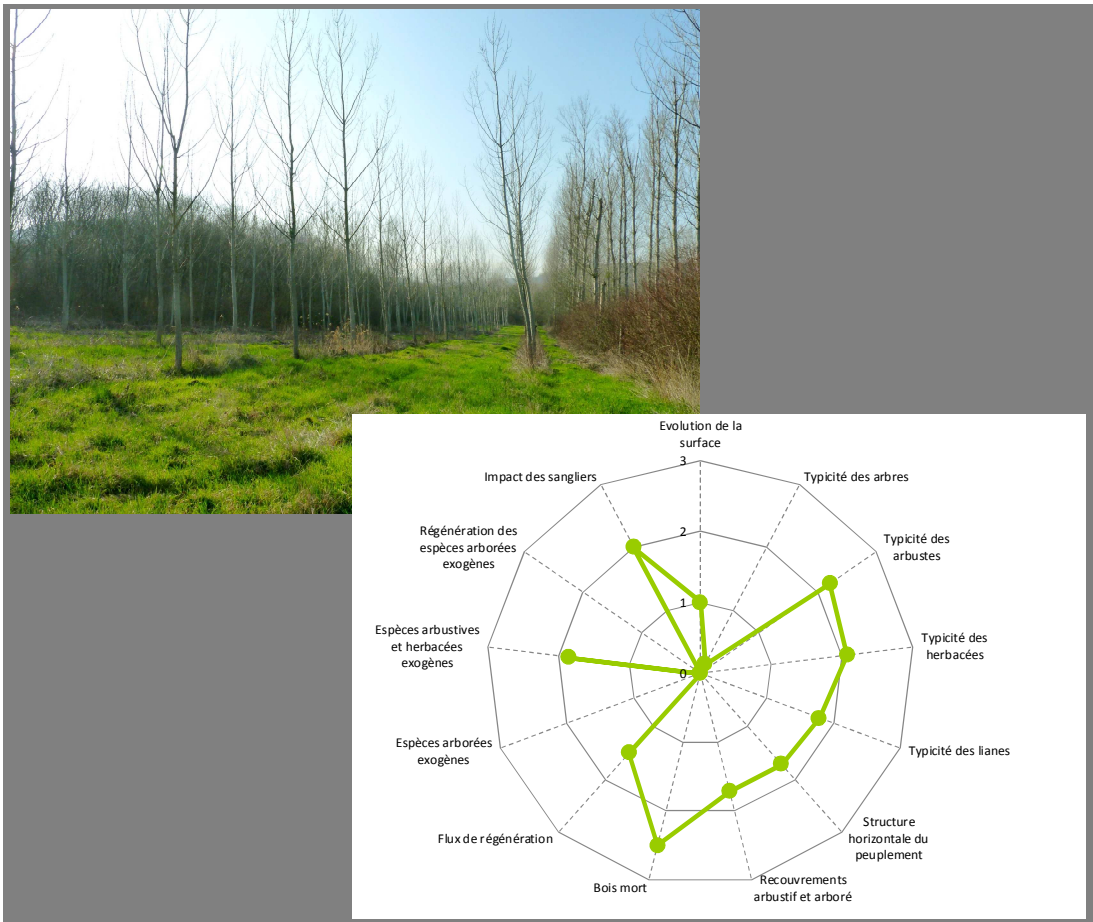 Evolution de la
surface
3
Impact des sangliers
Typicité des arbres
Régénération des
espèces arborées
exogènes
Typicité des
arbustes
2
1
Espèces arbustives
et herbacées
exogènes
Typicité des
herbacées
0
Espèces arborées
exogènes
Typicité des lianes
Flux de régénération
Structure
horizontale du
peuplement
Bois mort
Recouvrements
arbustif et arboré